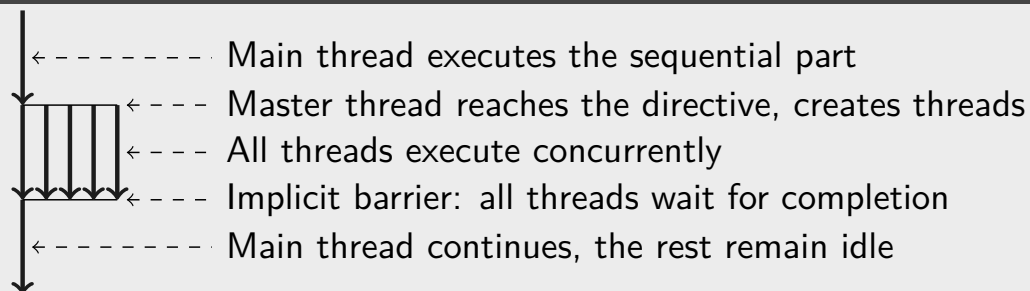 Main thread executes the sequential part
Master thread reaches the directive, creates threads
All threads execute concurrently
Implicit barrier: all threads wait for completion
Main thread continues, the rest remain idle